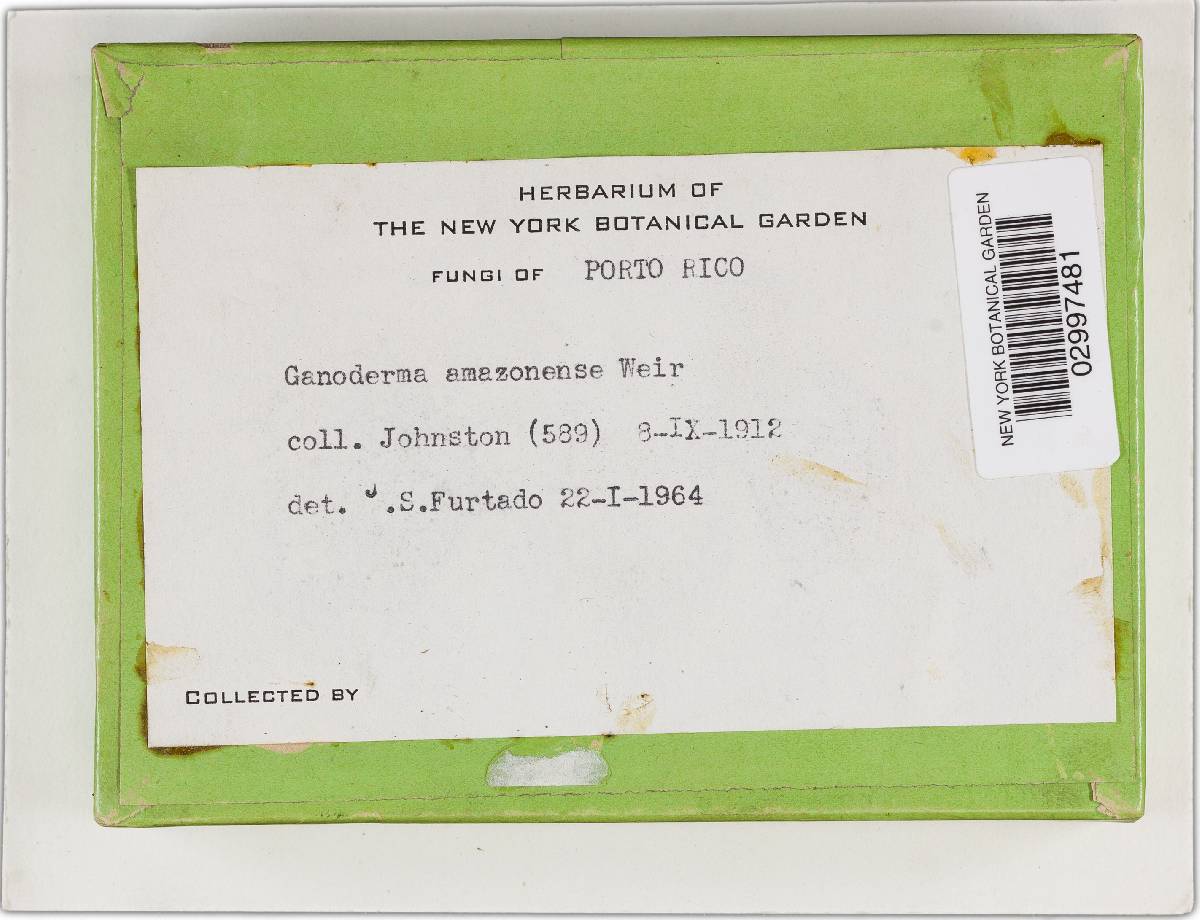 HERBARIUM OF
THE NEW YORK BOTANICAL GARDEN
FUNGI OF PORTO RICO
Ganoderma amazonense Weir
coll. Johnston (589) 8-IX-1912
det. J.S.Furtado 22-I-1964
COLLECTED BY
NEW YORK BOTANICAL GARDEN
02997481